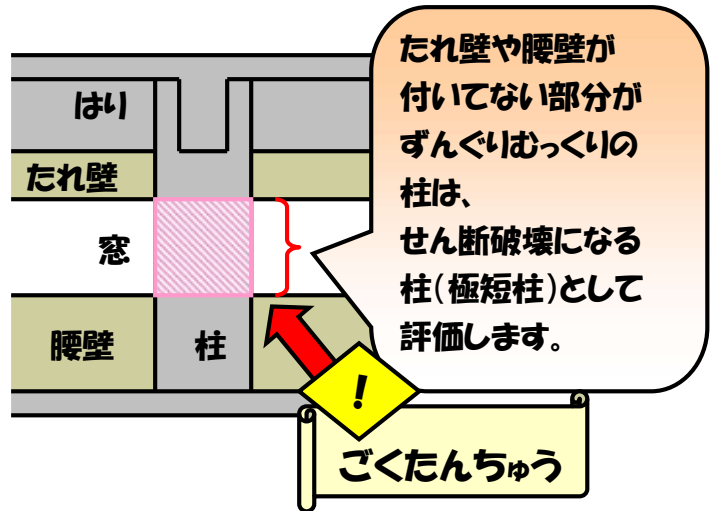 はり
たれ壁
窓
腰壁
柱
たれ壁や腰壁が
付いてない部分が
ずんぐりむっくりの
柱は、
せん断破壊になる
柱(極短柱)として
評価します。
!
ごくたんちゅう